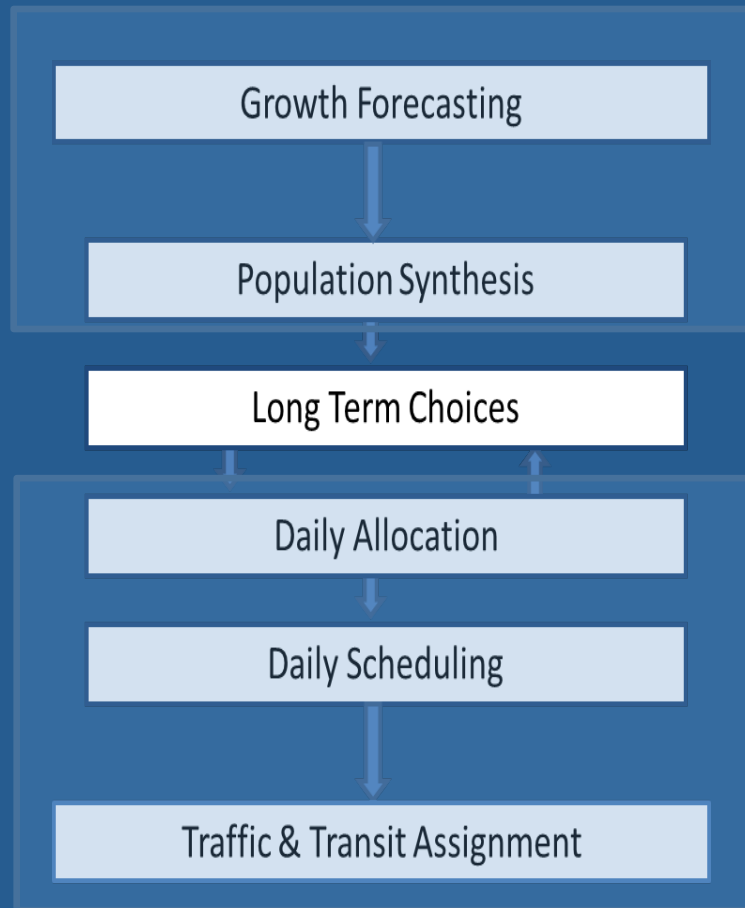 Growth Forecasting
Population Synthesis
Long Term Choices
Daily Allocation
Daily Scheduling
Traffic & Transit Assignment